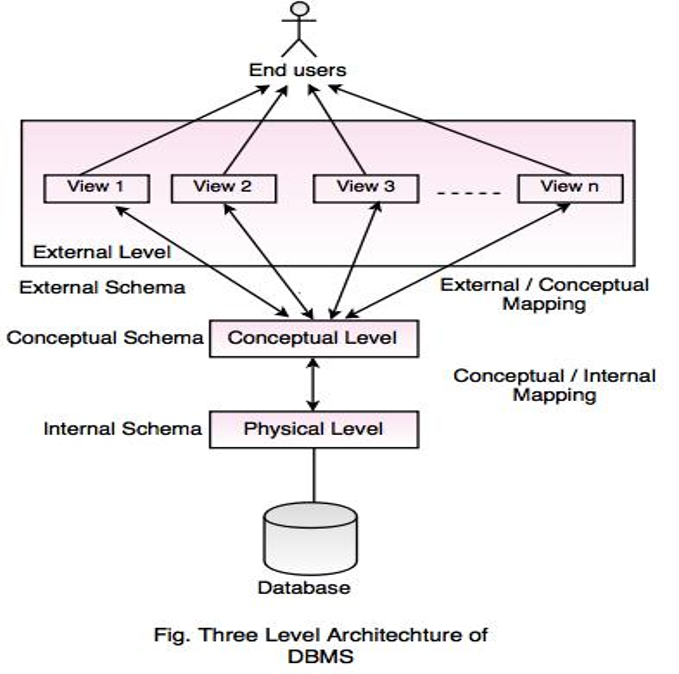 End users
View 1
View 2
View 3
View n
External Level
External Schema
External / Conceptual
Mapping
Conceptual Schema
Conceptual Level
Conceptual / Internal
Mapping
Internal Schema
Physical Level
Database
Fig. Three Level Architechture of
DBMS